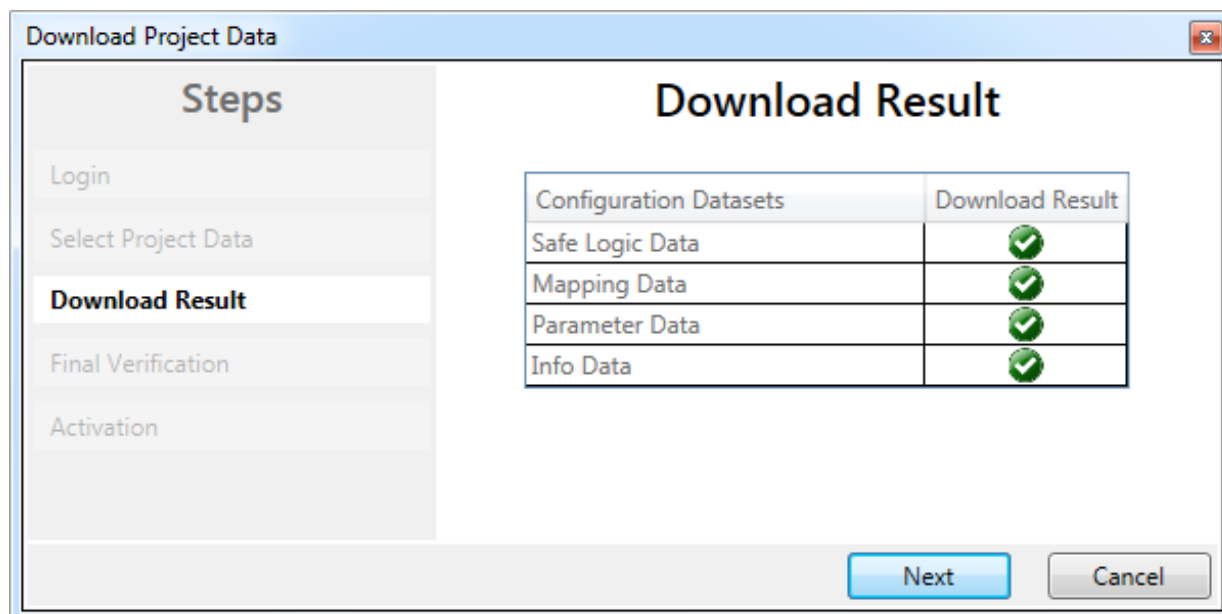 Download Project Data
Steps
Login
Select Project Data
Download Result
Final Verification
Activation
Download Result
Configuration Datasets Download Result
Safe Logic Data
Mapping Data
Parameter Data
Info Data
Next Cancel